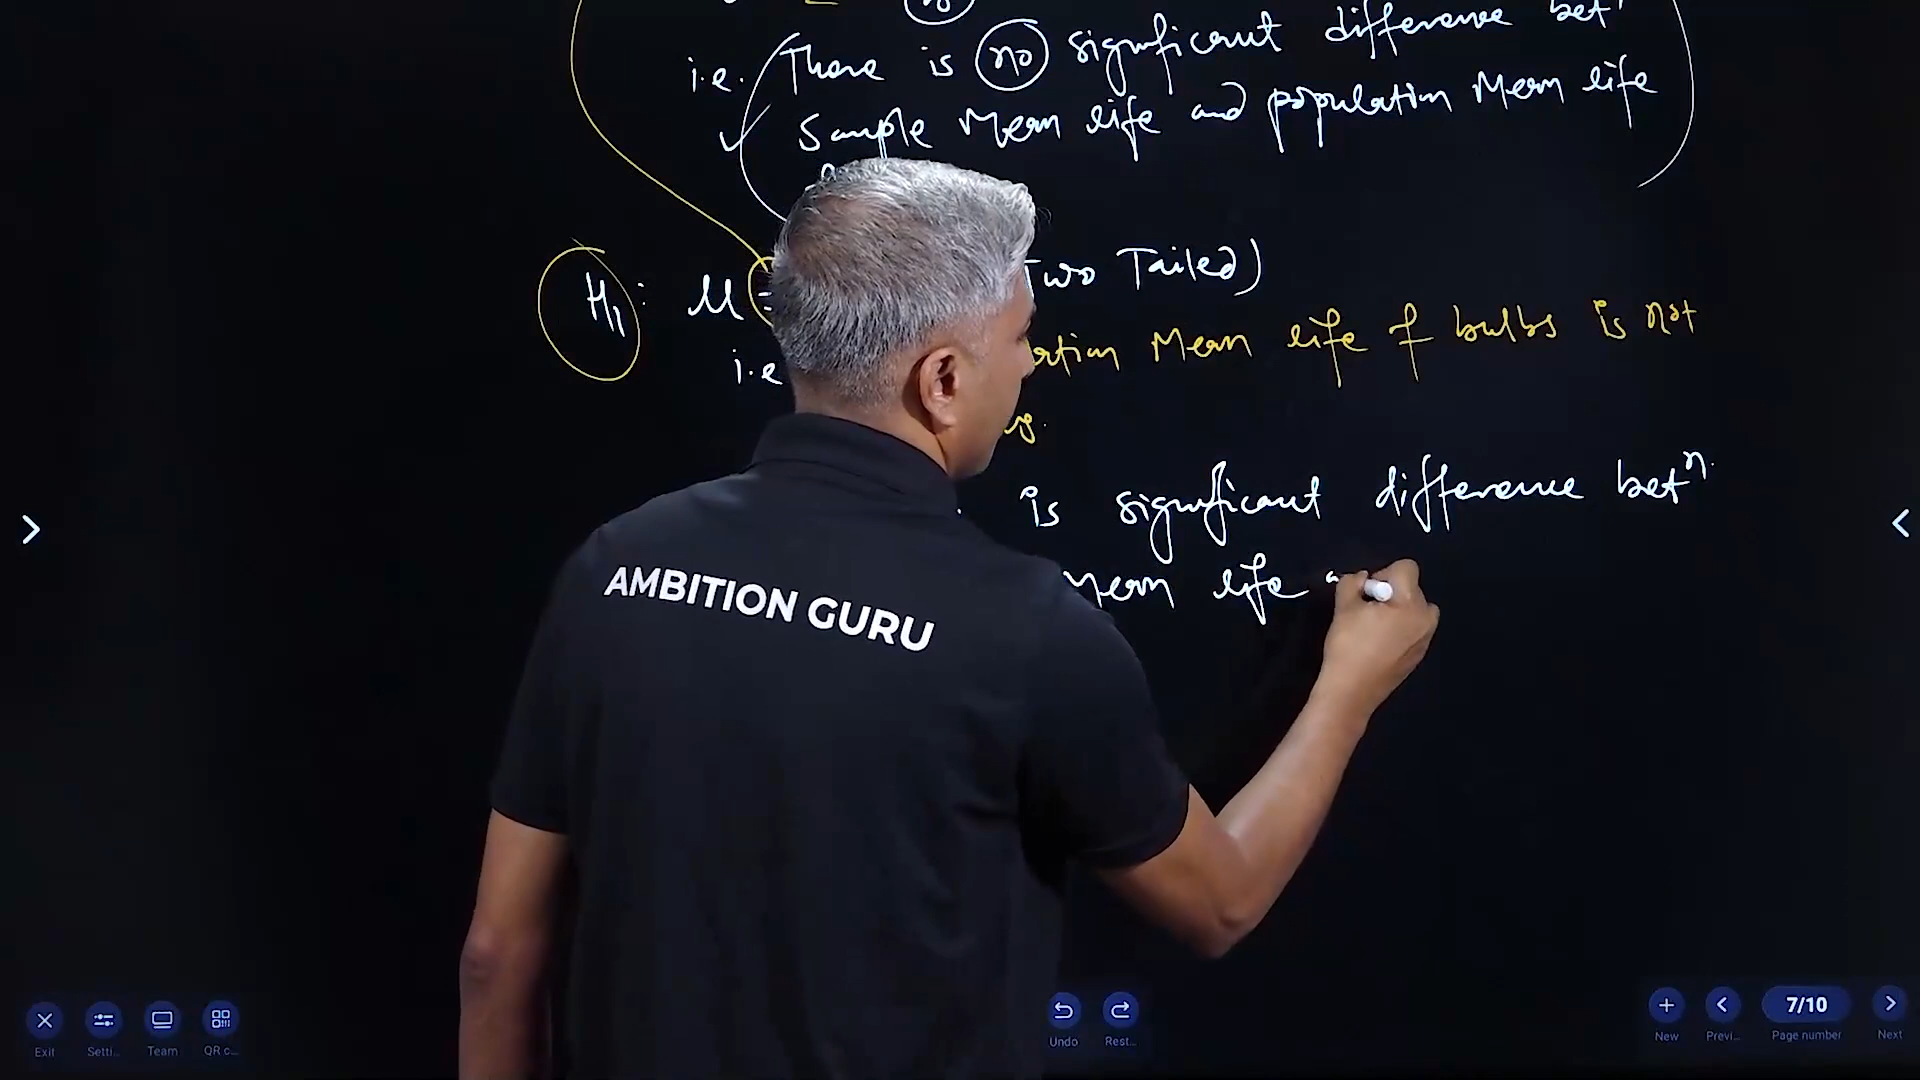 i.e. There is no significant difference betⁿ
Sample Mean life and population Mean life
H₁: μ (Two Tailed)
i.e Mean life of bulbs is not
is significant difference betⁿ.
Mean life
AMBITION GURU
Exit Setti... Team QR c... Undo Rest... New Previ... 7/10 Page number Next